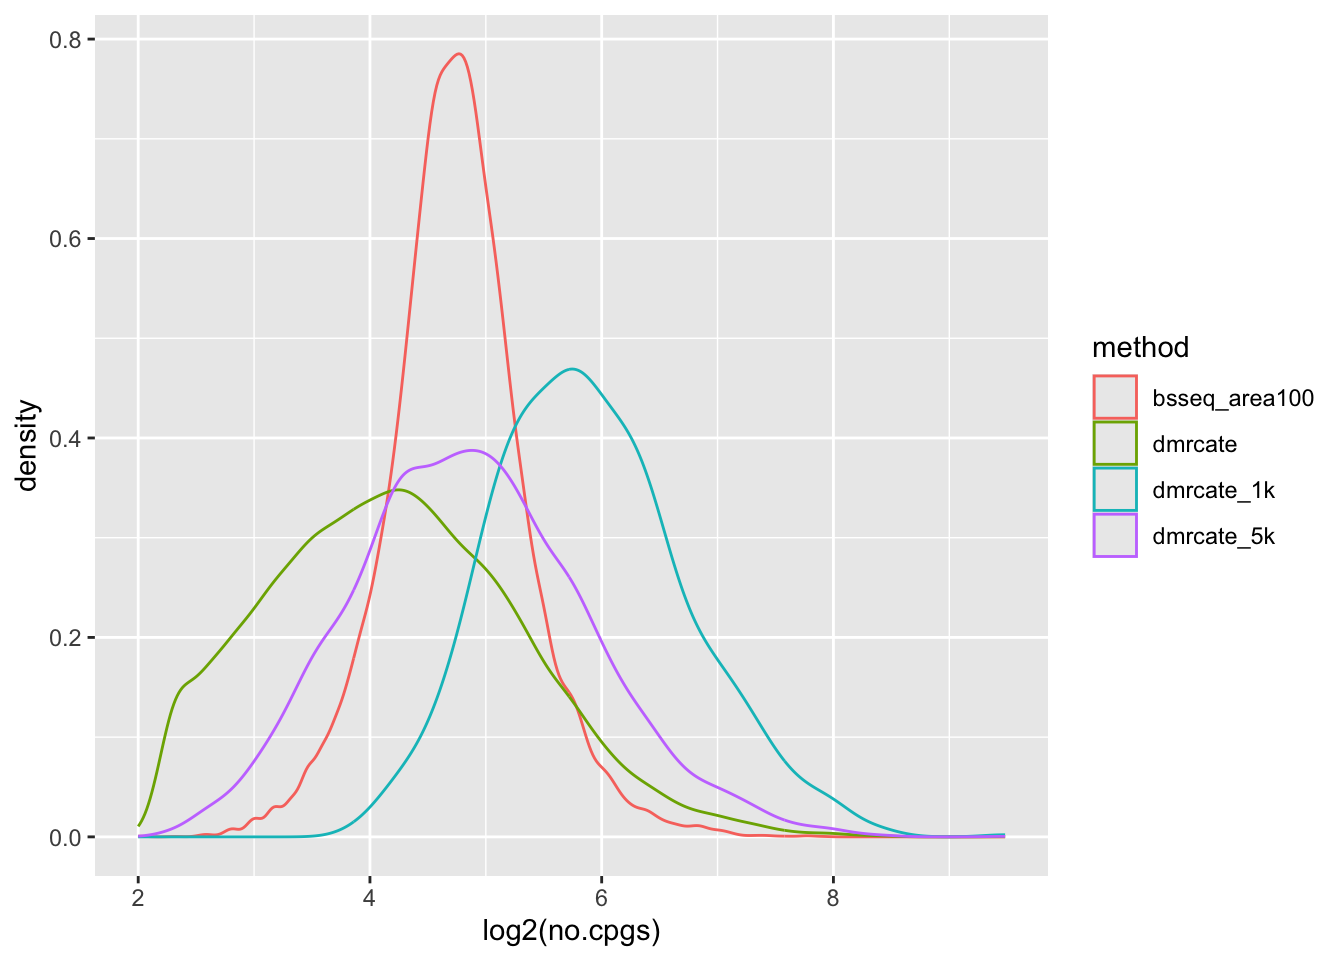 0.8
0.6
0.4
0.2
0.0
density
2
4
6
8
log2(no.cpgs)
method
bsseq_area100
dmrcate
dmrcate_1k
dmrcate_5k